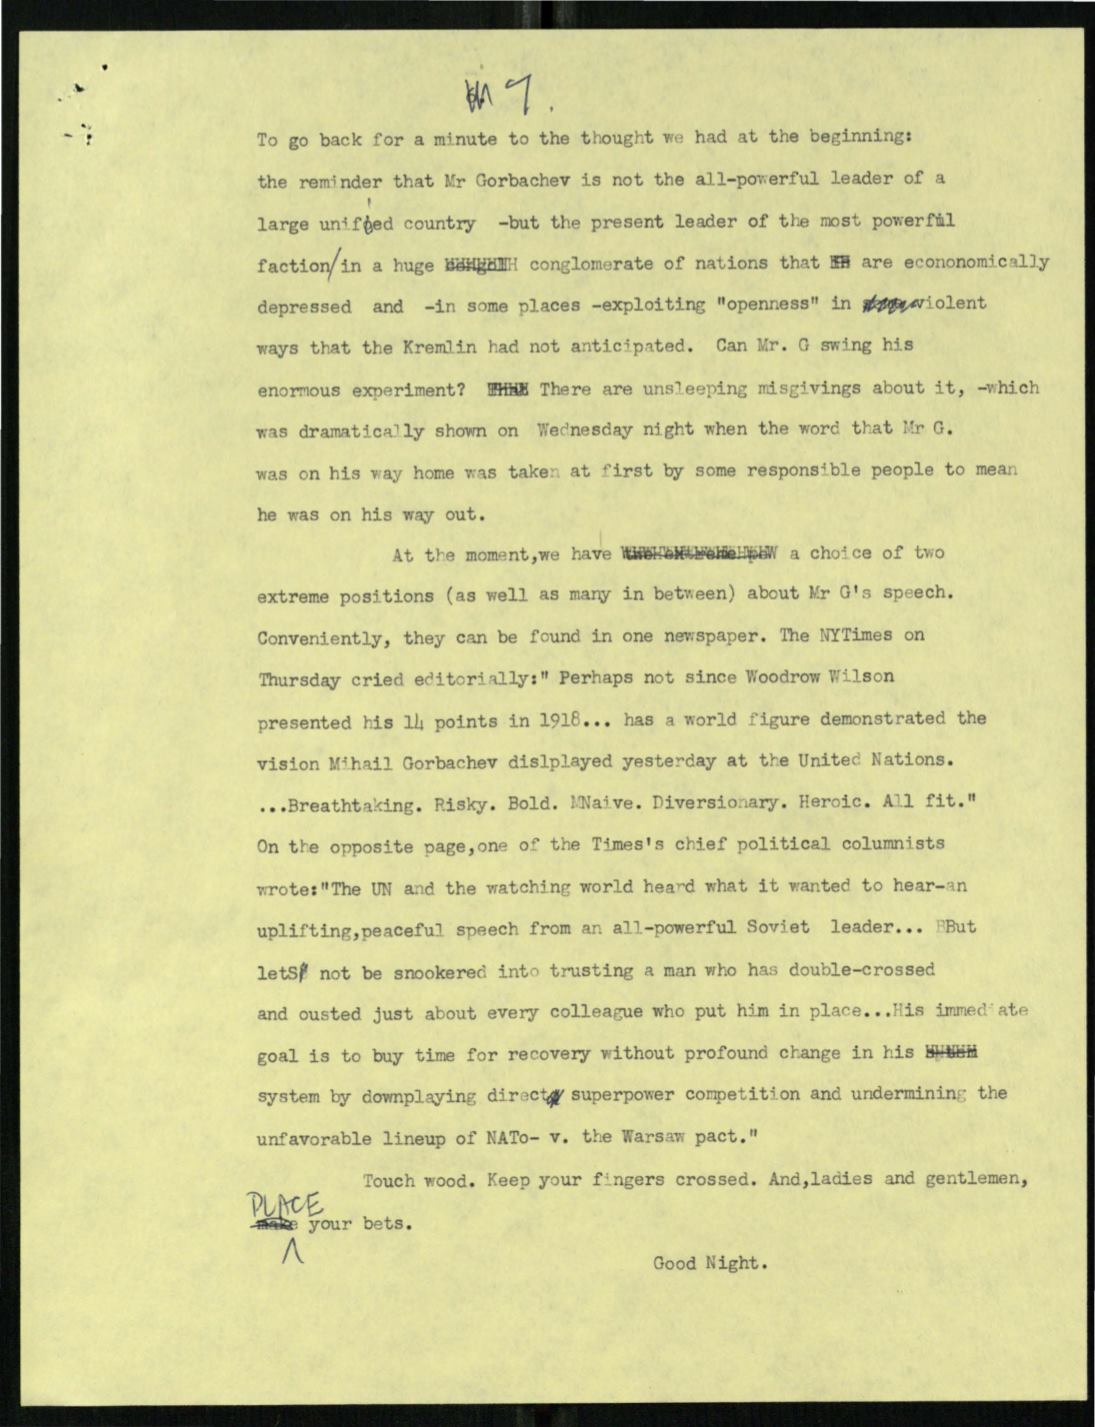 7.
To go back for a minute to the thought we had at the beginning:
the reminder that Mr Gorbachev is not the all-powerful leader of a
large unified country -but the present leader of the most powerful
faction/in a huge conglomerate of nations that are econonomically
depressed and -in some places -exploiting "openness" in violent
ways that the Kremlin had not anticipated. Can Mr. G swing his
enormous experiment? There are unsleeping misgivings about it, -which
was dramatically shown on Wednesday night when the word that Mr G.
was on his way home was taken at first by some responsible people to mean
he was on his way out.
At the moment,we have a choice of two
extreme positions (as well as many in between) about Mr G's speech.
Conveniently, they can be found in one newspaper. The NYTimes on
Thursday cried editorially:" Perhaps not since Woodrow Wilson
presented his 14 points in 1918... has a world figure demonstrated the
vision Mihail Gorbachev dislplayed yesterday at the United Nations.
...Breathtaking. Risky. Bold. Naive. Diversionary. Heroic. All fit."
On the opposite page,one of the Times's chief political columnists
wrote:"The UN and the watching world heard what it wanted to hear-an
uplifting,peaceful speech from an all-powerful Soviet leader... But
letS not be snookered into trusting a man who has double-crossed
and ousted just about every colleague who put him in place...His immediate
goal is to buy time for recovery without profound change in his
system by downplaying direct superpower competition and undermining the
unfavorable lineup of NATo- v. the Warsaw pact."
Touch wood. Keep your fingers crossed. And,ladies and gentlemen,
PLACE
make your bets.
Good Night.